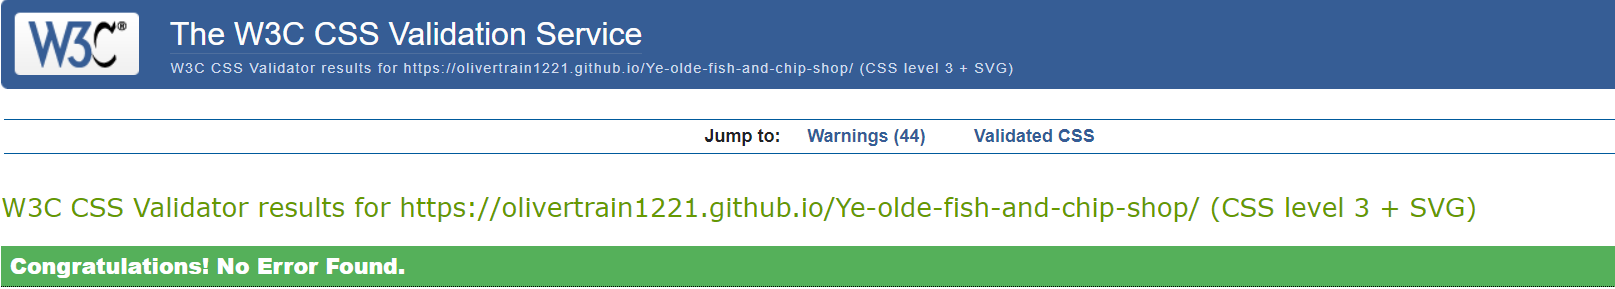 W3C®
The W3C CSS Validation Service
W3C CSS Validator results for https://olivertrain1221.github.io/Ye-olde-fish-and-chip-shop/ (CSS level 3 + SVG)
Jump to: Warnings (44) Validated CSS
W3C CSS Validator results for https://olivertrain1221.github.io/Ye-olde-fish-and-chip-shop/ (CSS level 3 + SVG)
Congratulations! No Error Found.